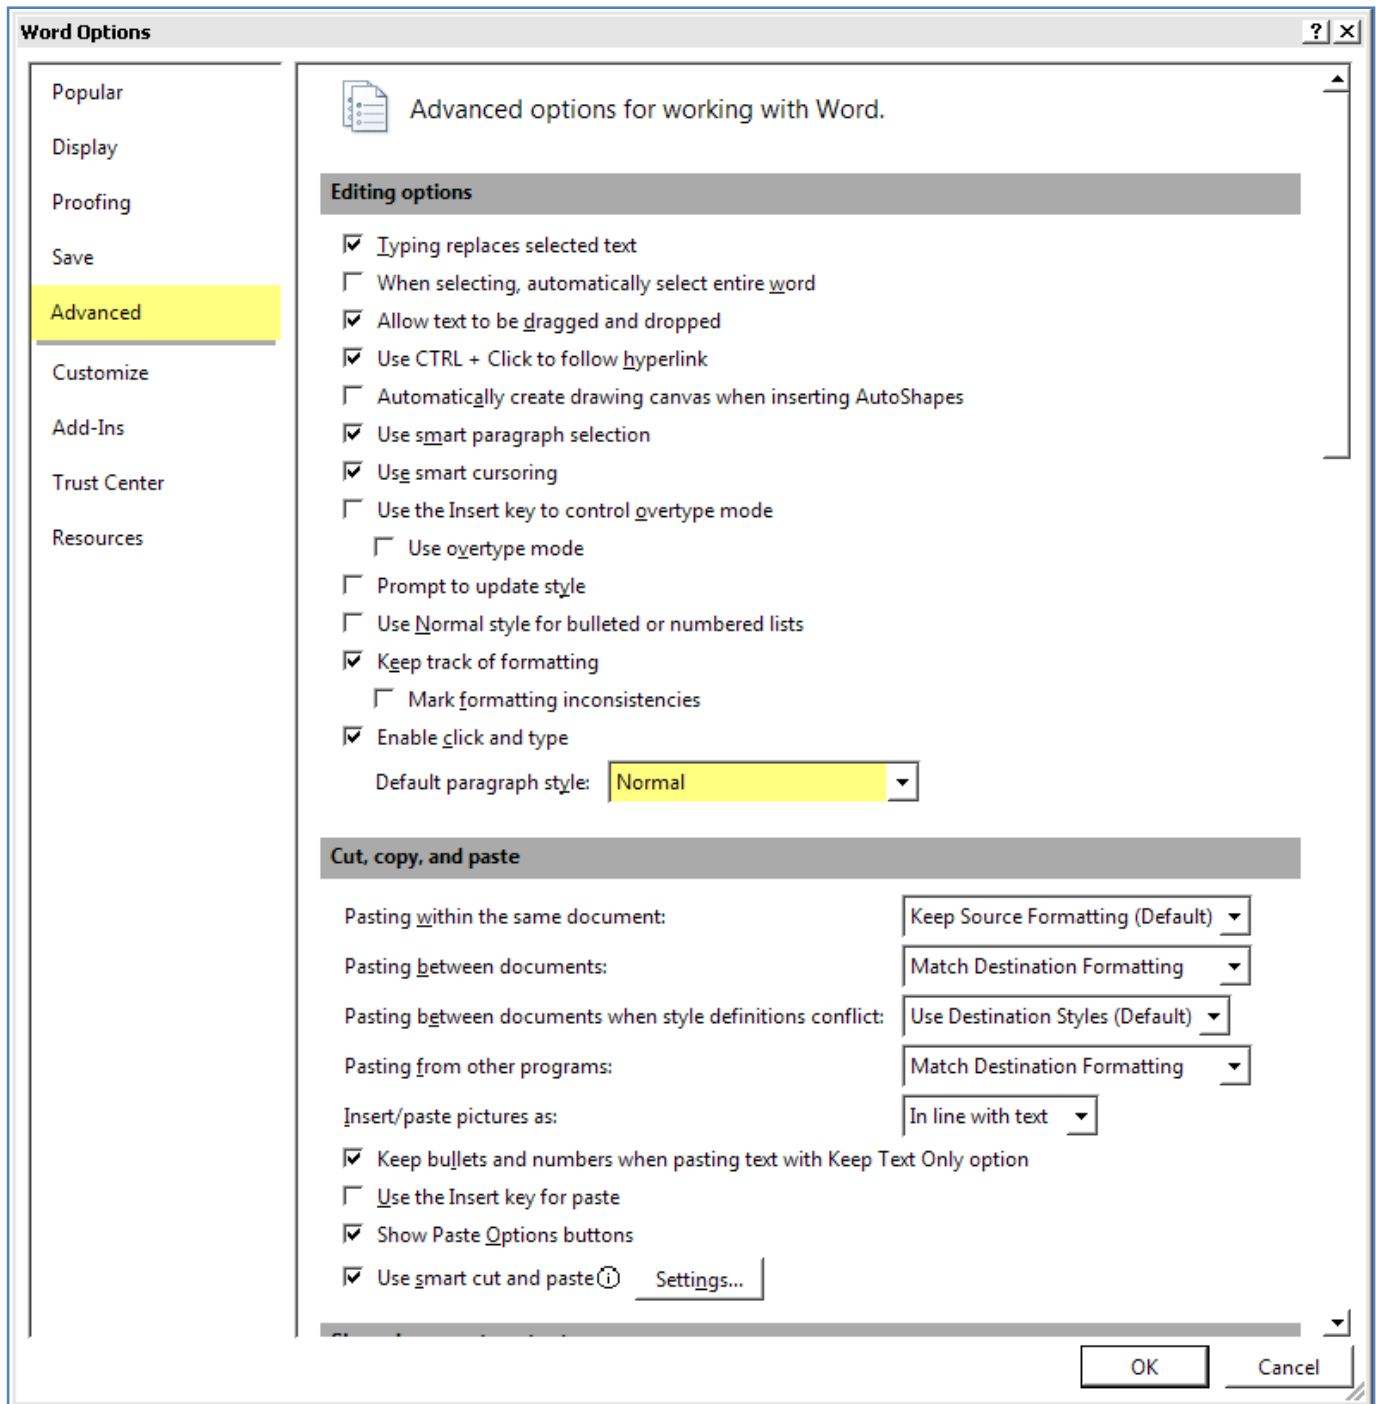 Word Options
Popular
Display
Proofing
Save
Advanced
Customize
Add-Ins
Trust Center
Resources
Advanced options for working with Word.
Editing options
Typing replaces selected text
When selecting, automatically select entire word
Allow text to be dragged and dropped
Use CTRL + Click to follow hyperlink
Automatically create drawing canvas when inserting AutoShapes
Use smart paragraph selection
Use smart cursoring
Use the Insert key to control overtype mode
Use overtype mode
Prompt to update style
Use Normal style for bulleted or numbered lists
Keep track of formatting
Mark formatting inconsistencies
Enable click and type
Default paragraph style: Normal
Cut, copy, and paste
Pasting within the same document: Keep Source Formatting (Default)
Pasting between documents: Match Destination Formatting
Pasting between documents when style definitions conflict: Use Destination Styles (Default)
Pasting from other programs: Match Destination Formatting
Insert/paste pictures as: In line with text
Keep bullets and numbers when pasting text with Keep Text Only option
Use the Insert key for paste
Show Paste Options buttons
Use smart cut and paste Settings...
OK Cancel